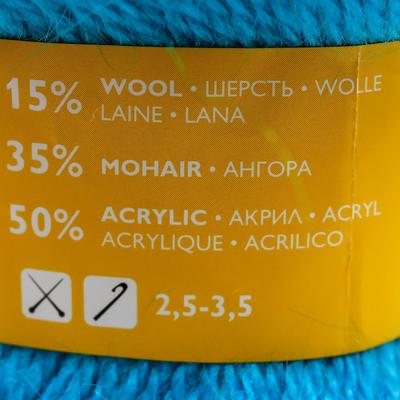 15% WOOL • ШЕРСТЬ • WOLLE
LAINE • LANA
35% MOHAIR • АНГОРА
50% ACRYLIC • АКРИЛ • ACRYL
ACRYLIQUE • ACRILICO
2,5-3,5